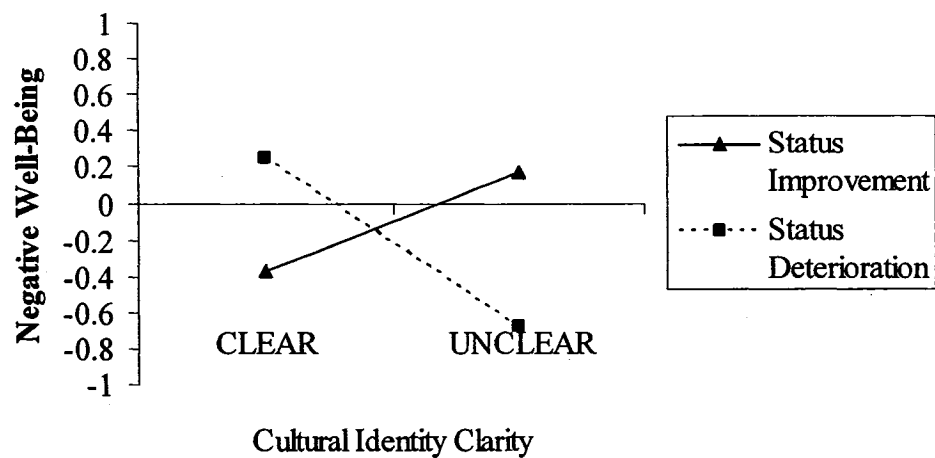 1
0.8
0.6
0.4
0.2
0
-0.2
-0.4
-0.6
-0.8
-1
Negative Well-Being
CLEAR
UNCLEAR
Cultural Identity Clarity
Status
Improvement
Status
Deterioration